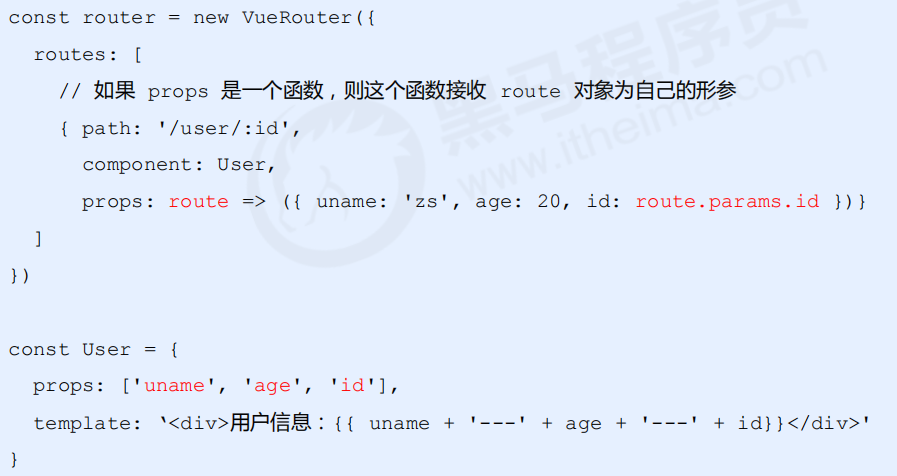 const router = new VueRouter({
  routes: [
    // 如果 props 是一个函数，则这个函数接收 route 对象为自己的形参
    { path: '/user/:id',
      component: User,
      props: route => ({ uname: 'zs', age: 20, id: route.params.id })}
  ]
})

const User = {
  props: ['uname', 'age', 'id'],
  template: ‘<div>用户信息：{{ uname + '---' + age + '---' + id}}</div>'
}
黑马程序员
www.itheima.com